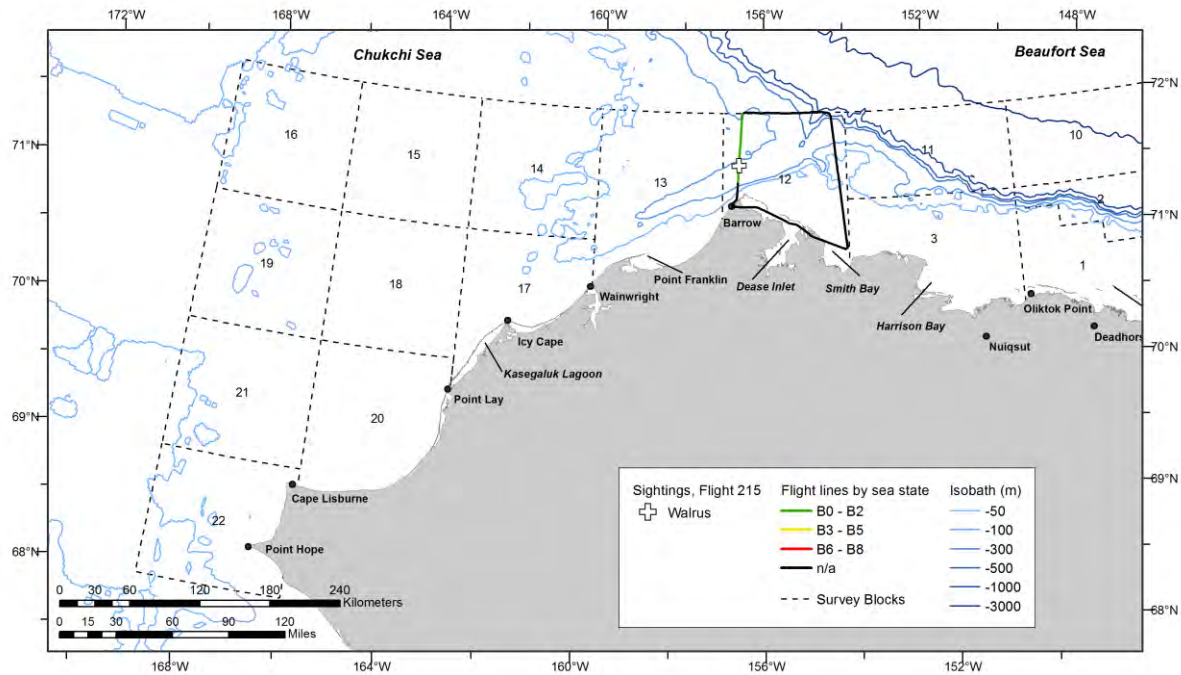 172°W
168°W
164°W
160°W
156°W
152°W
148°W
Chukchi Sea
Beaufort Sea
72°N
71°N
16
15
14
13
12
11
10
2
71°N
Barrow
3
70°N
19
18
17
Point Franklin
Dease Inlet
Smith Bay
1
Wainwright
Harrison Bay
Oliktok Point
Icy Cape
Nuiqsut
Deadhors
70°N
Kasegaluk Lagoon
21
20
Point Lay
69°N
Cape Lisburne
69°N
22
Point Hope
68°N
68°N
0 30 60 120 180 240
Kilometers
0 15 30 60 90 120
Miles
Sightings, Flight 215
Walrus
Flight lines by sea state
B0 - B2
B3 - B5
B6 - B8
n/a
Survey Blocks
Isobath (m)
-50
-100
-300
-500
-1000
-3000
168°W
164°W
160°W
156°W
152°W